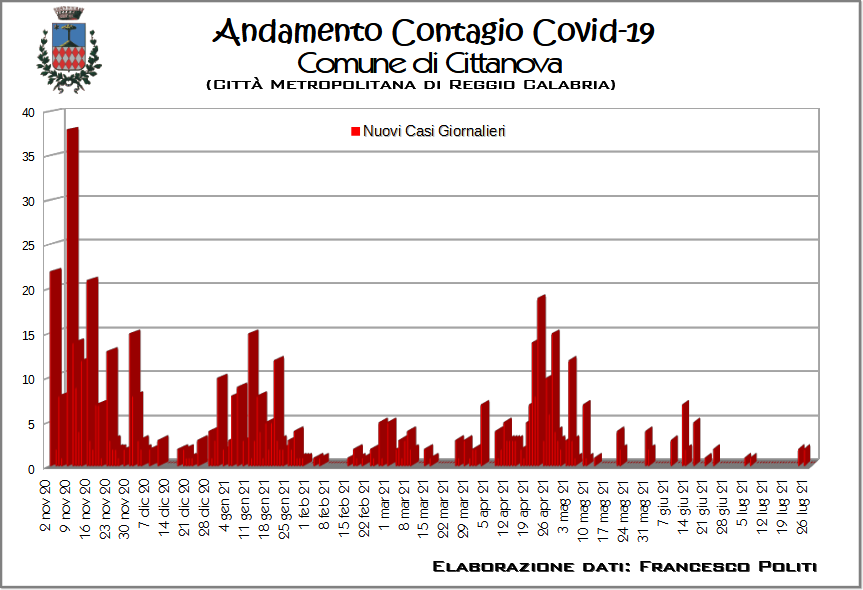 Andamento Contagio Covid-19
Comune di Cittanova
(Città Metropolitana di Reggio Calabria)
Nuovi Casi Giornalieri
40
35
30
25
20
15
10
5
0
2 nov 20
9 nov 20
16 nov 20
23 nov 20
30 nov 20
7 dic 20
14 dic 20
21 dic 20
28 dic 20
4 gen 21
11 gen 21
18 gen 21
25 gen 21
1 feb 21
8 feb 21
15 feb 21
22 feb 21
1 mar 21
8 mar 21
15 mar 21
22 mar 21
29 mar 21
5 apr 21
12 apr 21
19 apr 21
26 apr 21
3 mag 21
10 mag 21
17 mag 21
24 mag 21
31 mag 21
7 giu 21
14 giu 21
21 giu 21
28 giu 21
5 lug 21
12 lug 21
19 lug 21
26 lug 21
Elaborazione dati: Francesco Politi